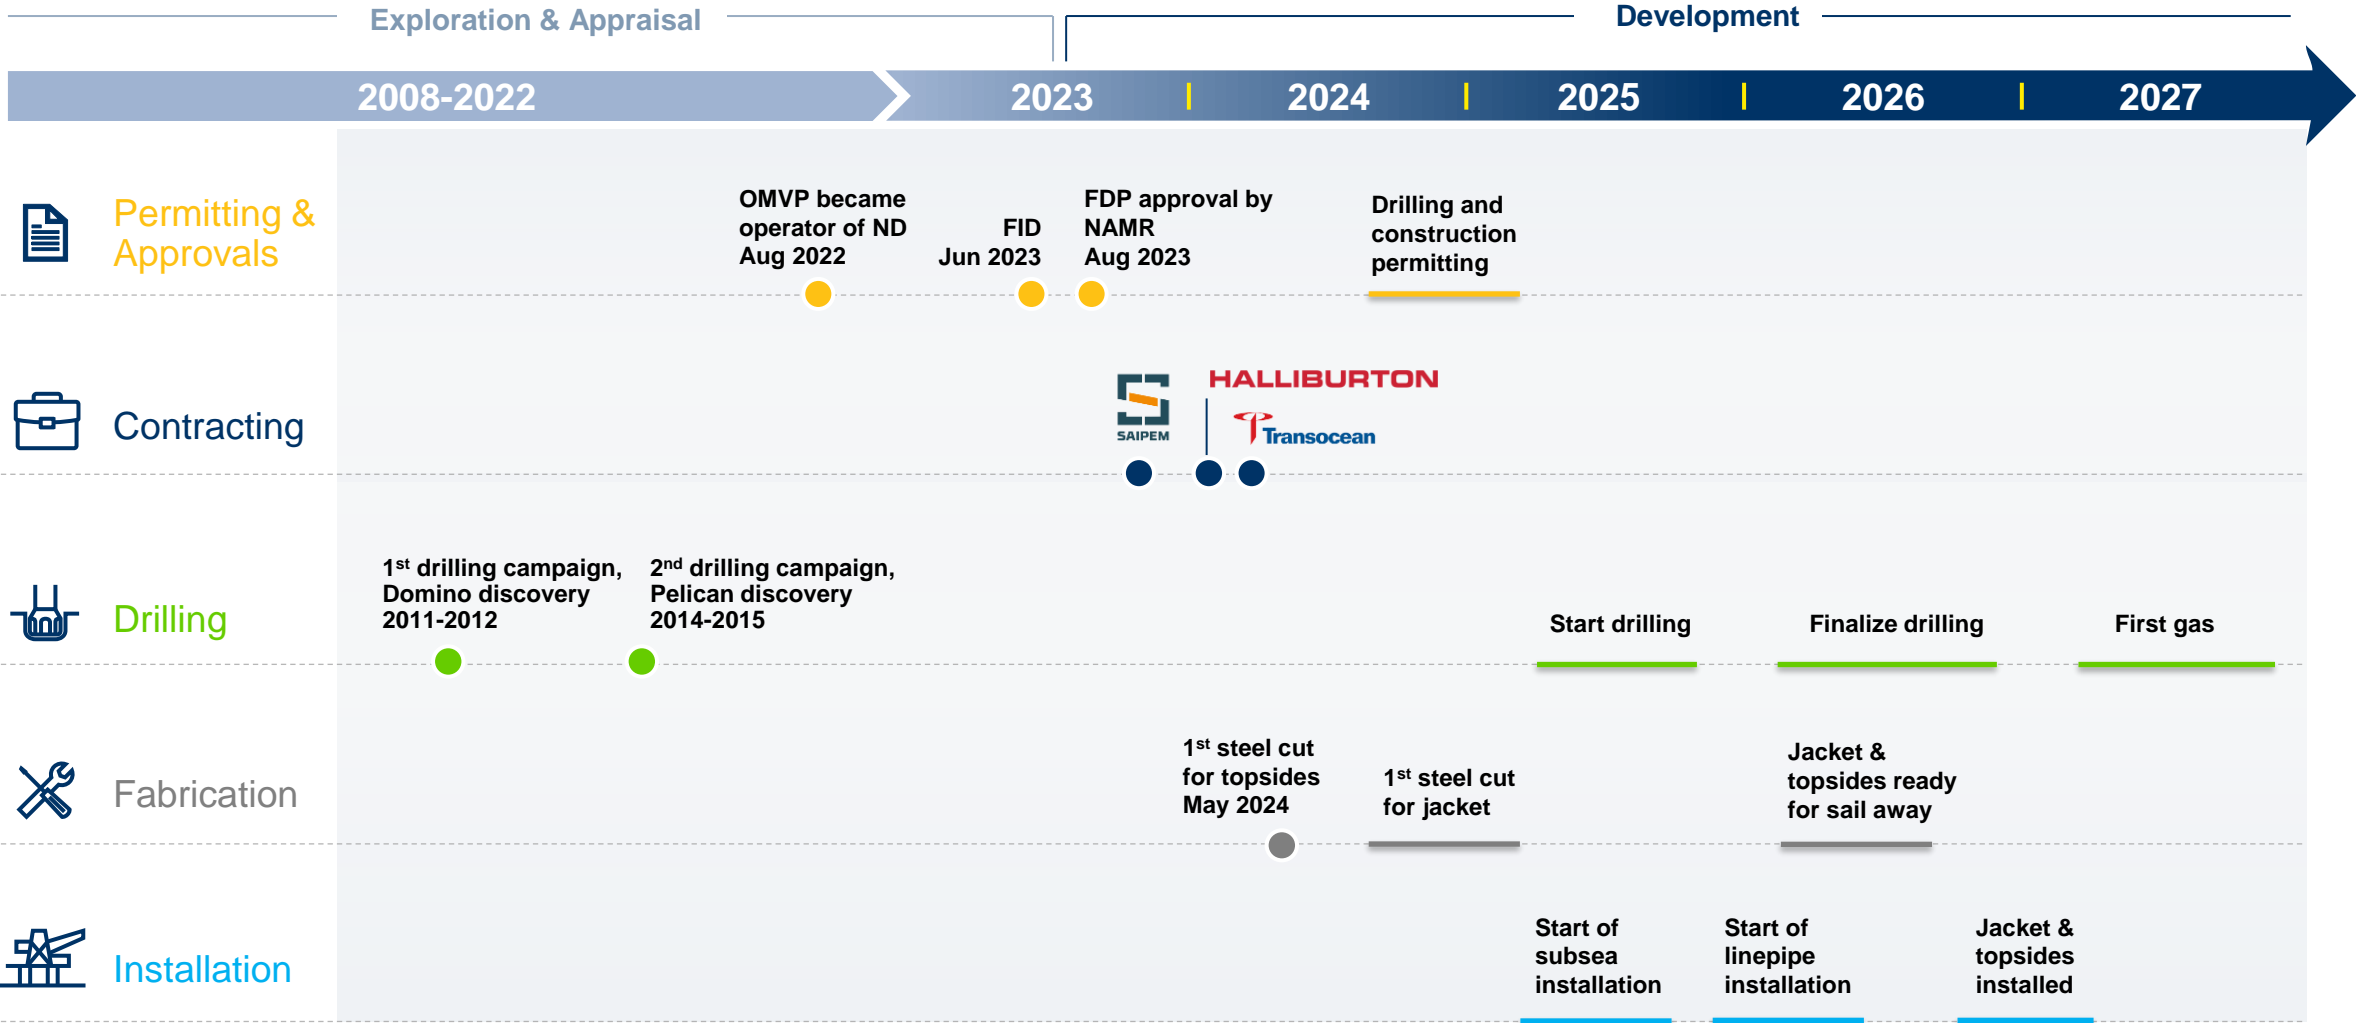 Exploration & Appraisal
Development
2008-2022
2023
2024
2025
2026
2027
Permitting &
Approvals
OMVP became
operator of ND
Aug 2022
FID
Jun 2023
FDP approval by
NAMR
Aug 2023
Drilling and
construction
permitting
Contracting
SAIPEM
HALLIBURTON
Transocean
Drilling
1st drilling campaign,
Domino discovery
2011-2012
2nd drilling campaign,
Pelican discovery
2014-2015
Start drilling
Finalize drilling
First gas
Fabrication
1st steel cut
for topsides
May 2024
1st steel cut
for jacket
Jacket &
topsides ready
for sail away
Installation
Start of
subsea
installation
Start of
linepipe
installation
Jacket &
topsides
installed